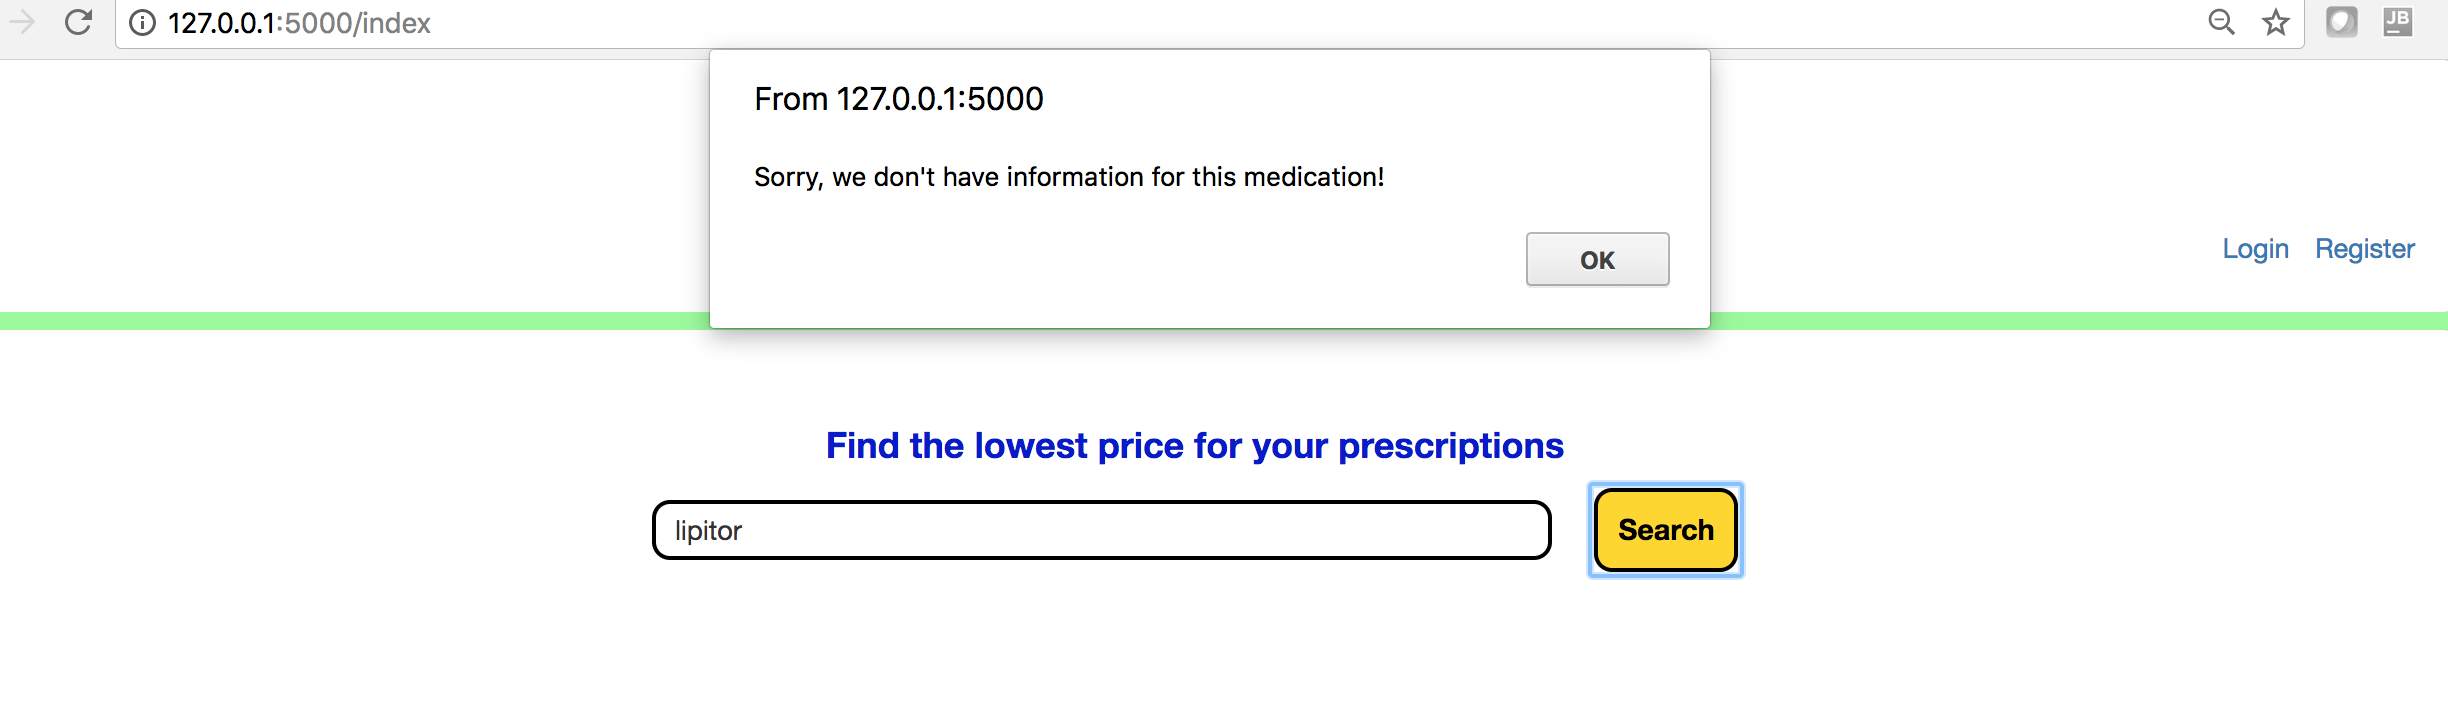 127.0.0.1:5000/index
JB
From 127.0.0.1:5000
Sorry, we don't have information for this medication!
OK
Login Register
Find the lowest price for your prescriptions
lipitor Search